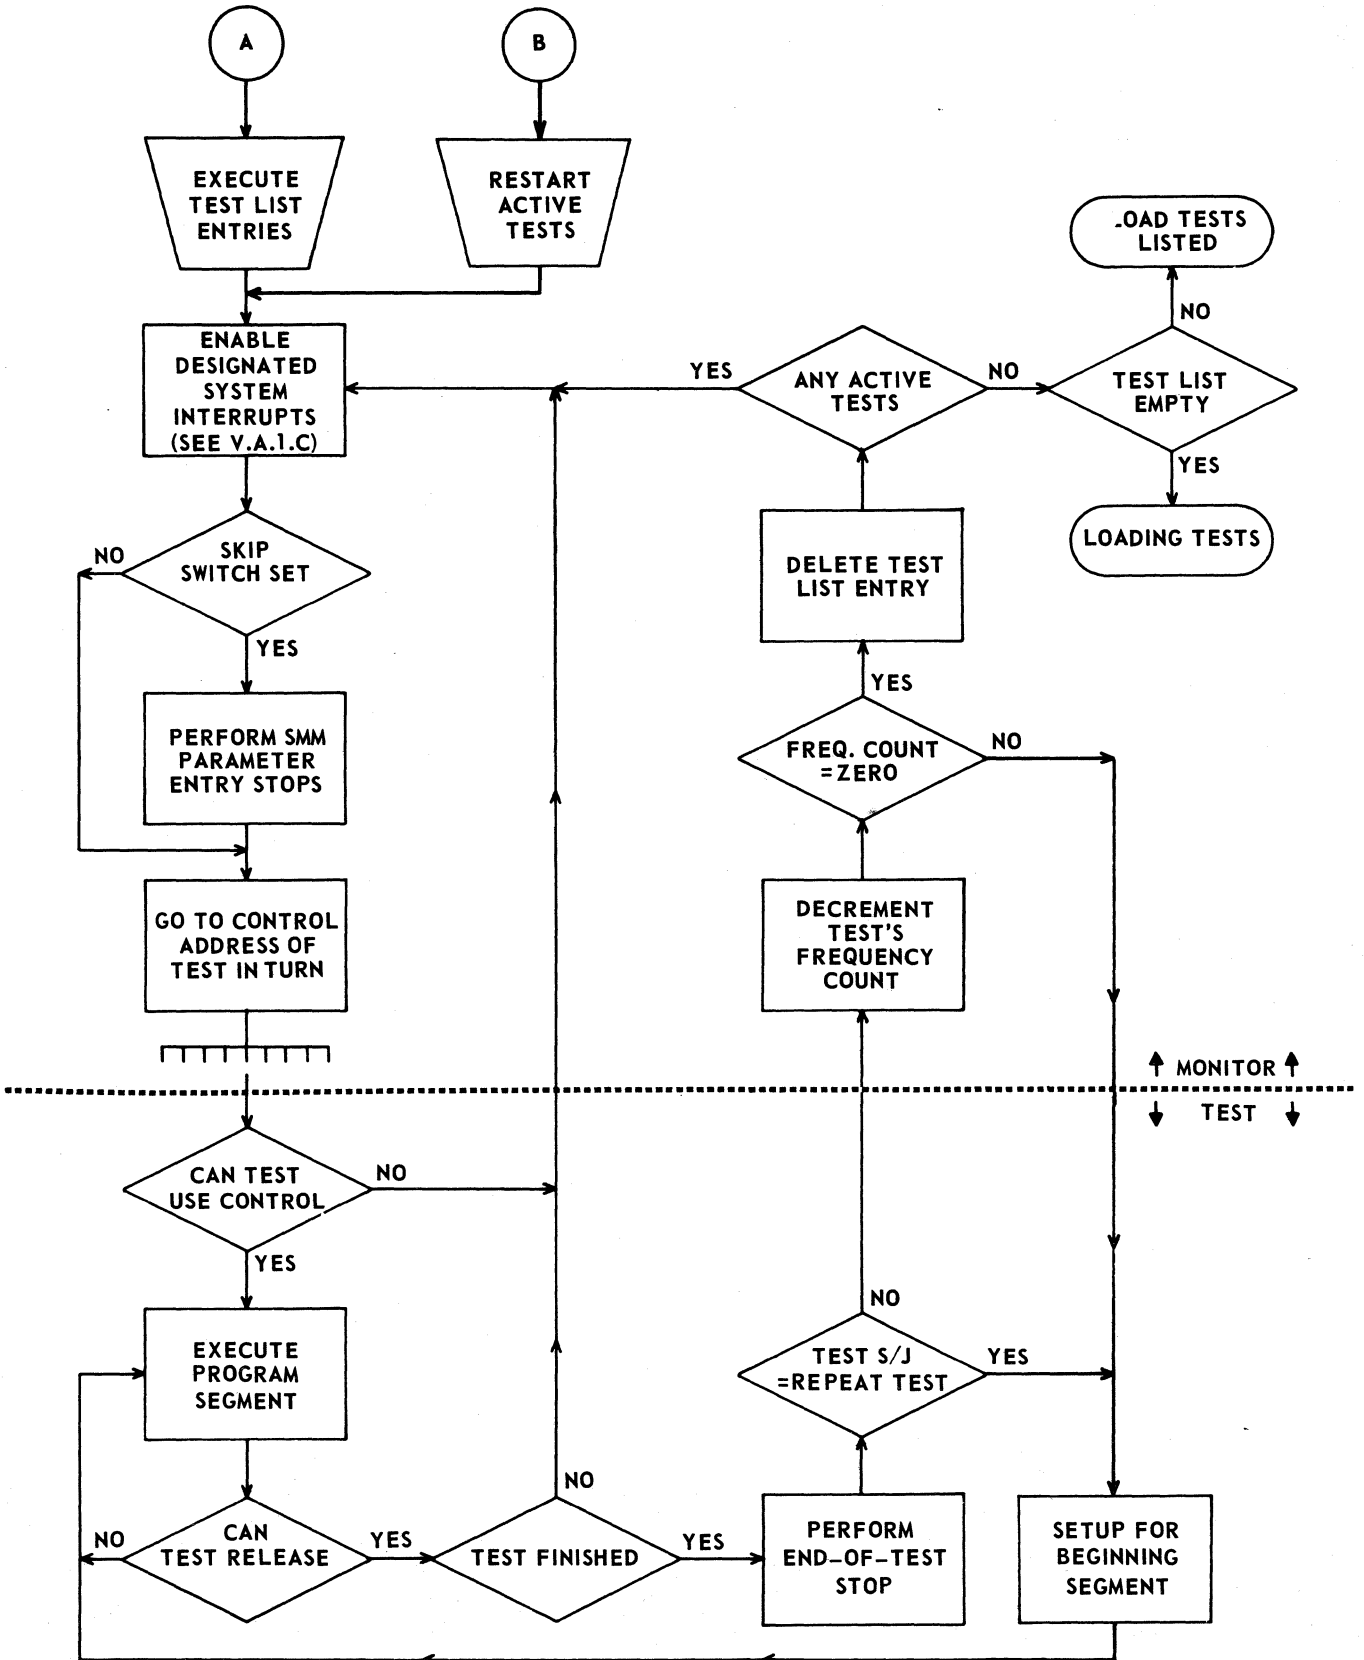 A
B
EXECUTE
TEST LIST
ENTRIES
RESTART
ACTIVE
TESTS
.OAD TESTS
LISTED
NO
ENABLE
DESIGNATED
SYSTEM
INTERRUPTS
(SEE V.A.1.C)
YES
ANY ACTIVE
TESTS
NO
TEST LIST
EMPTY
YES
LOADING TESTS
NO
SKIP
SWITCH SET
YES
DELETE TEST
LIST ENTRY
YES
PERFORM SMM
PARAMETER
ENTRY STOPS
FREQ. COUNT
=ZERO
NO
GO TO CONTROL
ADDRESS OF
TEST IN TURN
DECREMENT
TEST'S
FREQUENCY
COUNT
MONITOR
TEST
CAN TEST
USE CONTROL
NO
YES
EXECUTE
PROGRAM
SEGMENT
NO
TEST S/J
=REPEAT TEST
YES
NO
CAN
TEST RELEASE
YES
NO
TEST FINISHED
YES
PERFORM
END-OF-TEST
STOP
SETUP FOR
BEGINNING
SEGMENT